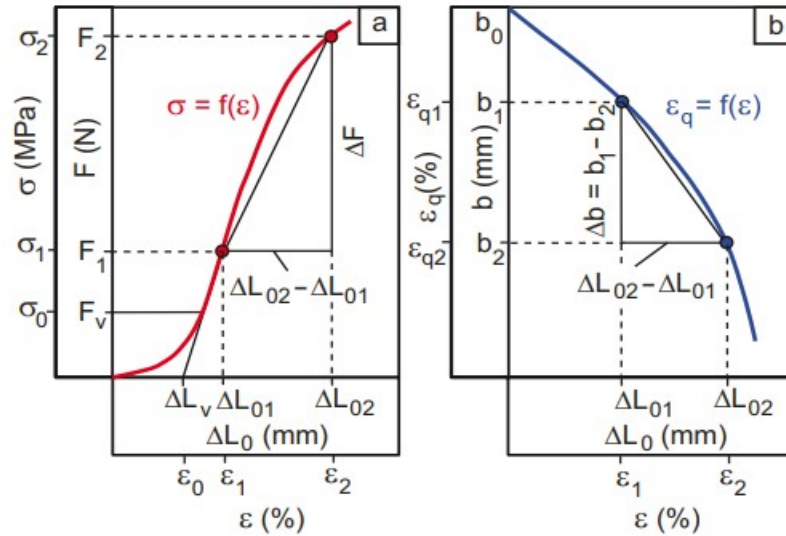 a
σ₂
F₂
σ = f(ε)
σ (MPa)
F (N)
ΔF
σ₁
F₁
ΔL₀₂ – ΔL₀₁
σ₀
Fᵥ
ΔLᵥ
ΔL₀₁
ΔL₀₂
ΔL₀ (mm)
ε₀
ε₁
ε₂
ε (%)
b
b₀
εq1
b₁
εq = f(ε)
εq (%)
b (mm)
Δb = b₁ – b₂
εq2
b₂
ΔL₀₂ – ΔL₀₁
ΔL₀₁
ΔL₀₂
ΔL₀ (mm)
ε₁
ε₂
ε (%)